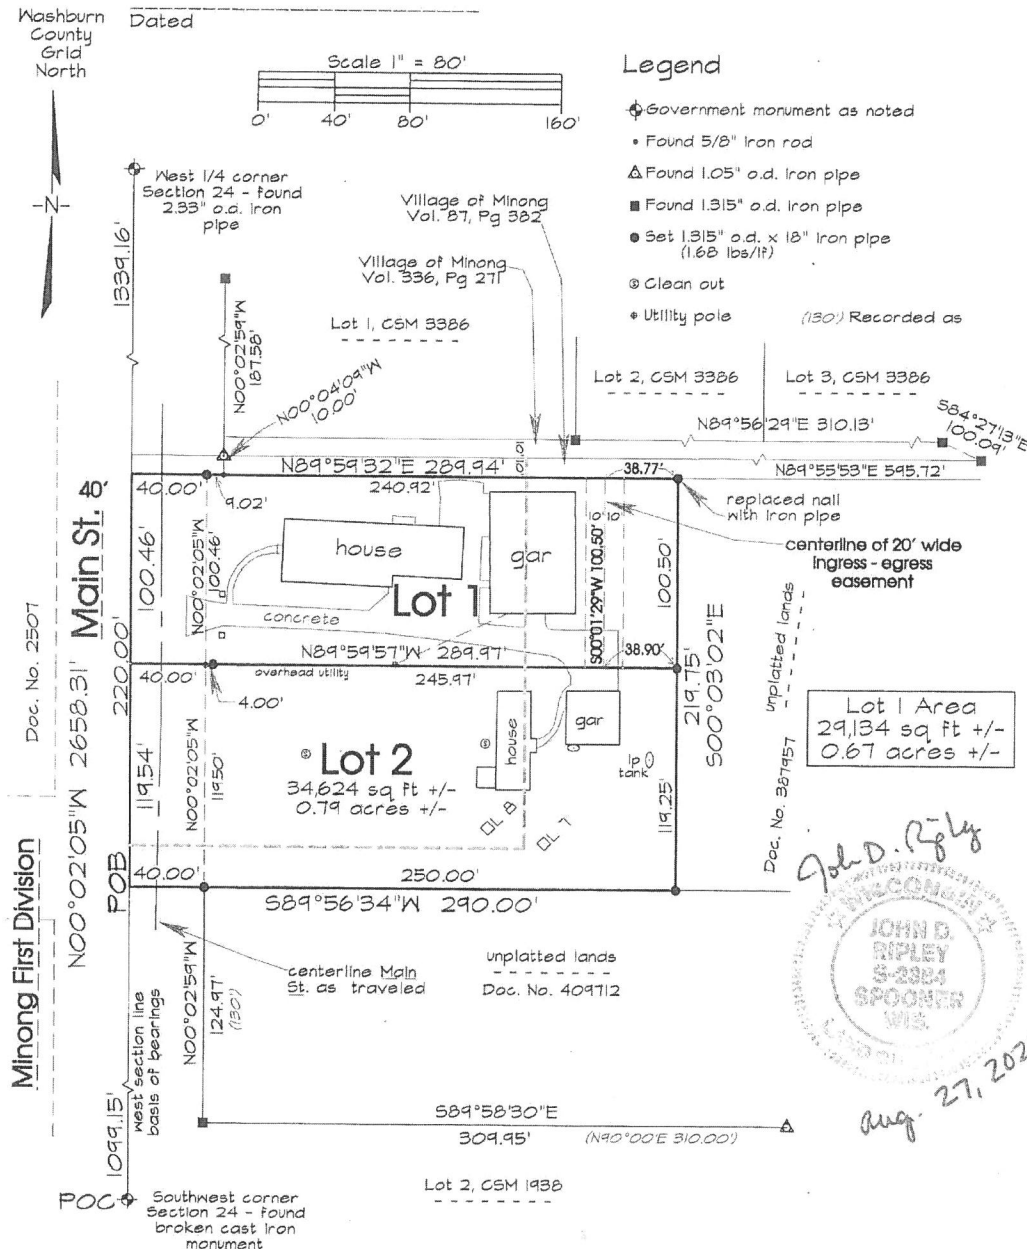 Washburn
County
Grid
North
Dated
Scale 1" = 80'
0' 40' 80' 160'
Legend
Government monument as noted
Found 5/8" iron rod
Found 1.05" o.d. iron pipe
Found 1.315" o.d. iron pipe
Set 1.315" o.d. x 18" iron pipe
(1.68 lbs/lf)
Clean out
Utility pole
(130') Recorded as
-N-
West 1/4 corner
Section 24 - found
2.33" o.d. iron
pipe
1339.16'
Village of Minong
Vol. 87, Pg 382
Village of Minong
Vol. 336, Pg 271
Lot 1, CSM 3386
Lot 2, CSM 3386
Lot 3, CSM 3386
N00°02'59"W
187.58'
N00°04'09"W
10.00'
N89°56'29"E 310.13'
S84°27'13"E
100.09'
N89°55'53"E 595.72'
N89°59'32"E 289.94'
10.01'
38.77'
40.00'
9.02'
240.92'
replaced nail
with iron pipe
40'
Main St.
100.46'
N00°02'05"W
100.46'
house
gar
10' 10'
S00°01'29"W 100.50'
100.50'
centerline of 20' wide
ingress - egress
easement
Lot 1
concrete
Doc. No. 2507
N00°02'05"W 2658.31'
220.00'
N89°59'57"W 289.97'
38.90'
40.00'
overhead utility
245.97'
4.00'
219.75'
S00°03'02"E
unplatted lands
Doc. No. 387957
Lot 1 Area
29,134 sq ft +/-
0.67 acres +/-
119.54'
N00°02'05"W
119.50'
Lot 2
34,624 sq ft +/-
0.79 acres +/-
house
gar
lp
tank
L 8
L 7
119.25'
Minong First Division
POB
40.00'
250.00'
S89°56'34"W 290.00'
centerline Main
St. as traveled
unplatted lands
Doc. No. 409712
N00°02'59"W
124.97'
(130')
west section line
basis of bearings
John D. Ripley
WISCONSIN
JOHN D.
RIPLEY
S-2384
SPOONER
WIS.
Aug. 27, 202
S89°58'30"E
309.95'
(N90°00'E 310.00')
1099.15'
Lot 2, CSM 1938
POC
Southwest corner
Section 24 - found
broken cast iron
monument